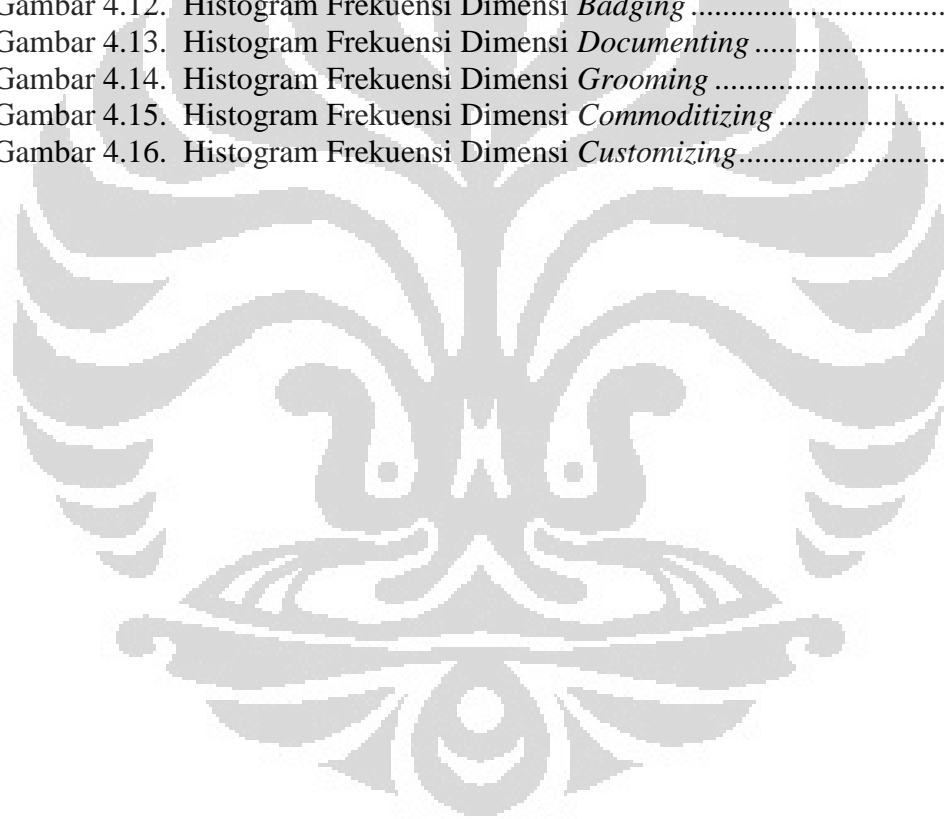 Gambar 4.12. Histogram Frekuensi Dimensi Badging ...........................
Gambar 4.13. Histogram Frekuensi Dimensi Documenting ....................
Gambar 4.14. Histogram Frekuensi Dimensi Grooming ........................
Gambar 4.15. Histogram Frekuensi Dimensi Commoditizing ..................
Gambar 4.16. Histogram Frekuensi Dimensi Customizing......................